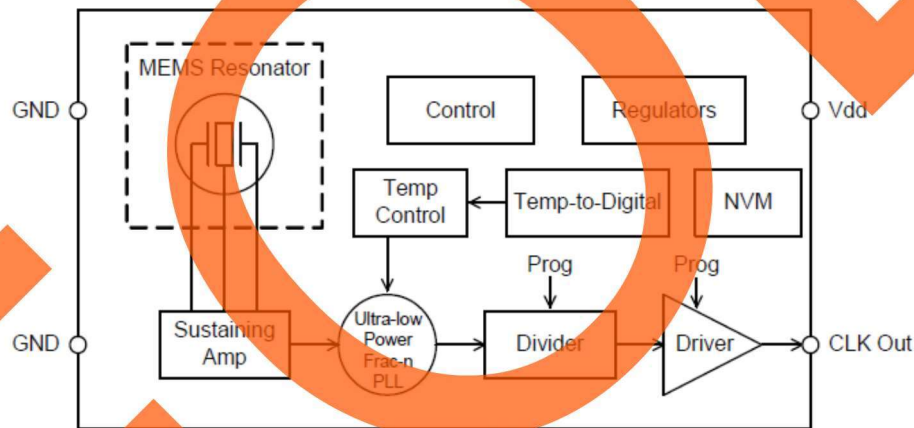 MEMS Resonator
GND
Control
Regulators
Vdd
Temp
Control
Temp-to-Digital
NVM
Prog
Prog
GND
Sustaining
Amp
Ultra-low
Power
Frac-n
PLL
Divider
Driver
CLK Out